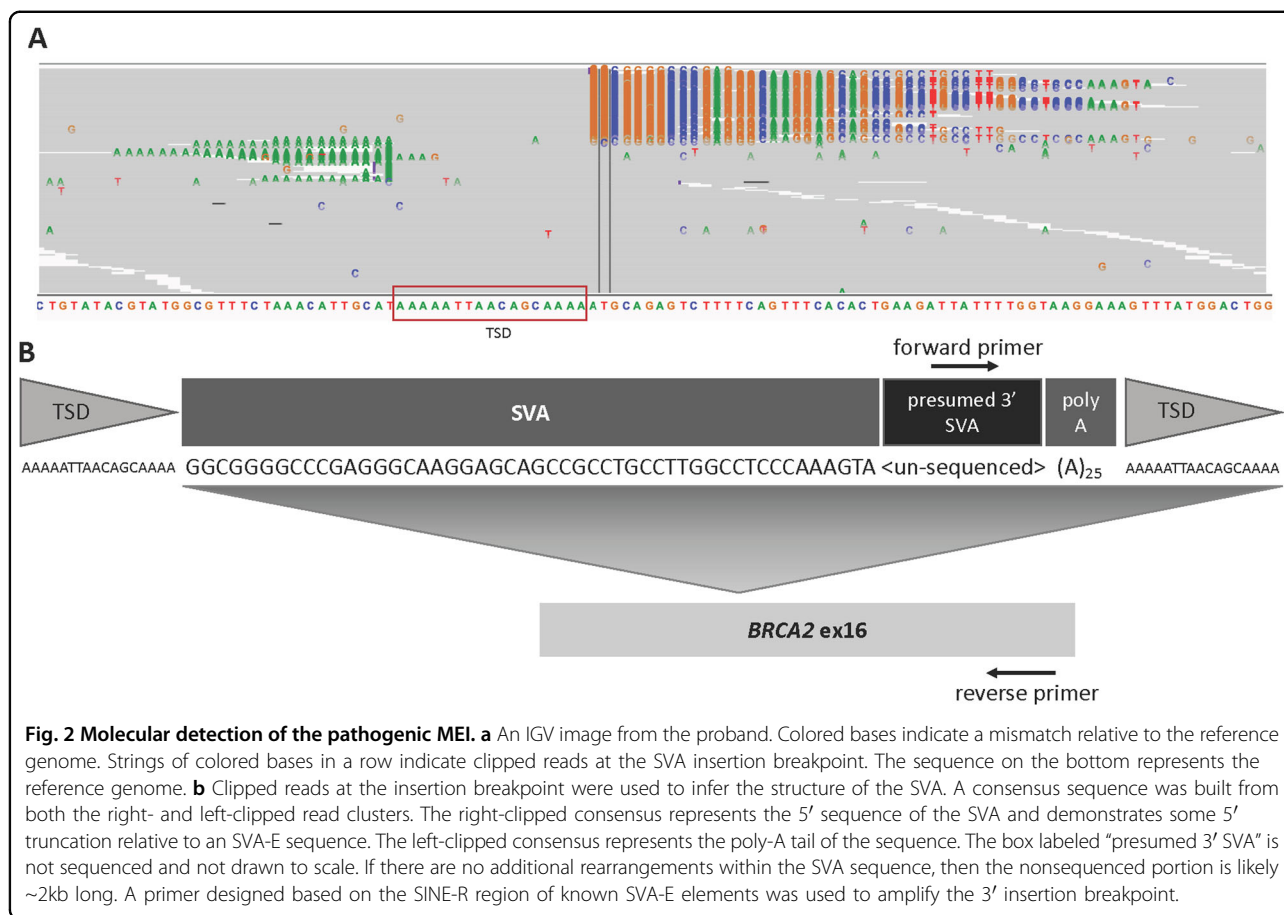 A
CTGTATACGTATGGCGTTTCTAAACATTGCATAAAAATTAACAGCAAAAATGCAGAGTCTTTTCAGTTTCACACTGAAGATTATTTTGGTAAGGAAAGTTTATGGACTGG
TSD
B
forward primer
TSD
SVA
presumed 3′
SVA
poly
A
TSD
AAAAATTAACAGCAAAA
GGCGGGGCCCGAGGGCAAGGAGCAGCCGCCTGCCTTGGCCTCCCAAAGTA <un-sequenced> (A)25
AAAAATTAACAGCAAAA
BRCA2 ex16
reverse primer
Fig. 2 Molecular detection of the pathogenic MEI. a An IGV image from the proband. Colored bases indicate a mismatch relative to the reference
genome. Strings of colored bases in a row indicate clipped reads at the SVA insertion breakpoint. The sequence on the bottom represents the
reference genome. b Clipped reads at the insertion breakpoint were used to infer the structure of the SVA. A consensus sequence was built from
both the right- and left-clipped read clusters. The right-clipped consensus represents the 5′ sequence of the SVA and demonstrates some 5′
truncation relative to an SVA-E sequence. The left-clipped consensus represents the poly-A tail of the sequence. The box labeled “presumed 3′ SVA” is
not sequenced and not drawn to scale. If there are no additional rearrangements within the SVA sequence, then the nonsequenced portion is likely
~2kb long. A primer designed based on the SINE-R region of known SVA-E elements was used to amplify the 3′ insertion breakpoint.